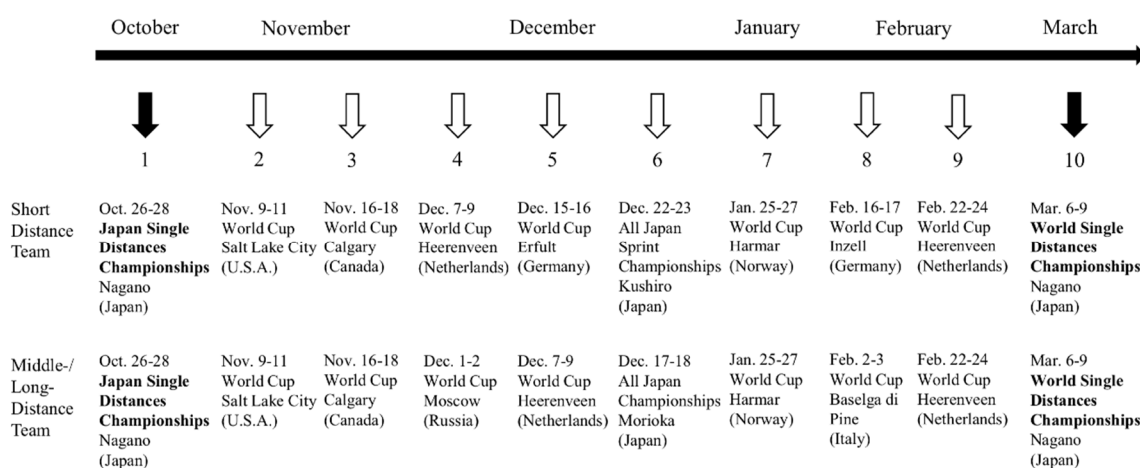 October November December January February March
1 2 3 4 5 6 7 8 9 10
Short
Distance
Team
Oct. 26-28
Japan Single
Distances
Championships
Nagano
(Japan)
Nov. 9-11
World Cup
Salt Lake City
(U.S.A.)
Nov. 16-18
World Cup
Calgary
(Canada)
Dec. 7-9
World Cup
Heerenveen
(Netherlands)
Dec. 15-16
World Cup
Erfult
(Germany)
Dec. 22-23
All Japan
Sprint
Championships
Kushiro
(Japan)
Jan. 25-27
World Cup
Harmar
(Norway)
Feb. 16-17
World Cup
Inzell
(Germany)
Feb. 22-24
World Cup
Heerenveen
(Netherlands)
Mar. 6-9
World Single
Distances
Championships
Nagano
(Japan)
Middle-/
Long-
Distance
Team
Oct. 26-28
Japan Single
Distances
Championships
Nagano
(Japan)
Nov. 9-11
World Cup
Salt Lake City
(U.S.A.)
Nov. 16-18
World Cup
Calgary
(Canada)
Dec. 1-2
World Cup
Moscow
(Russia)
Dec. 7-9
World Cup
Heerenveen
(Netherlands)
Dec. 17-18
All Japan
Championships
Morioka
(Japan)
Jan. 25-27
World Cup
Harmar
(Norway)
Feb. 2-3
World Cup
Baselga di
Pine
(Italy)
Feb. 22-24
World Cup
Heerenveen
(Netherlands)
Mar. 6-9
World Single
Distances
Championships
Nagano
(Japan)